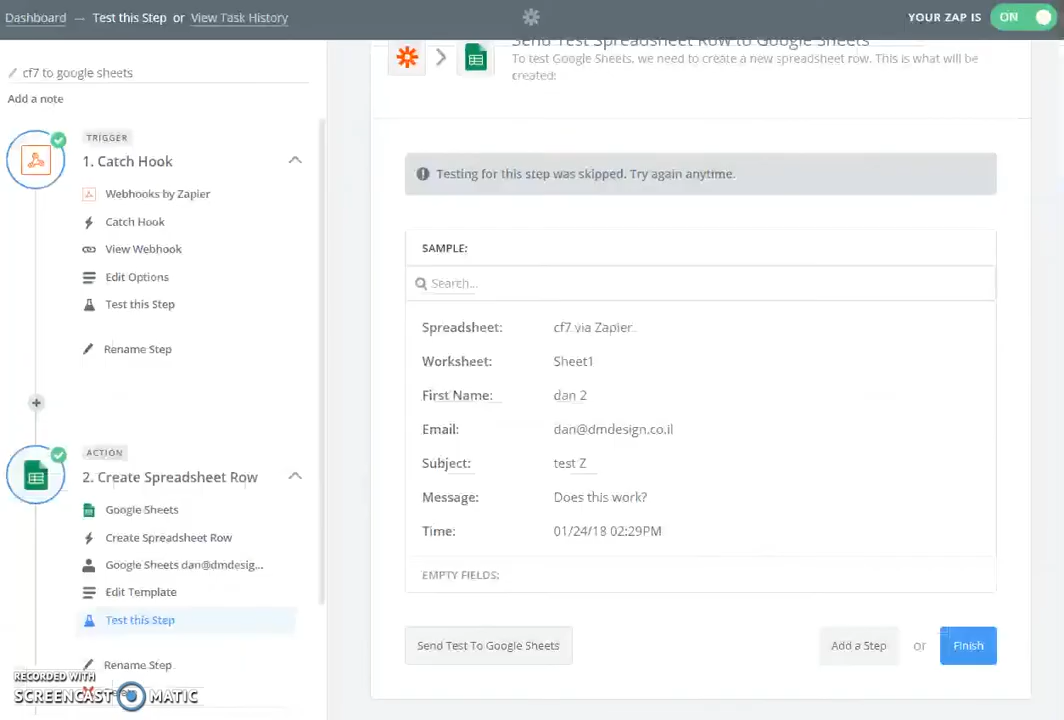 Dashboard — Test this Step or View Task History
YOUR ZAP IS ON
cf7 to google sheets
Add a note
TRIGGER
1. Catch Hook
Webhooks by Zapier
Catch Hook
View Webhook
Edit Options
Test this Step
Rename Step
ACTION
2. Create Spreadsheet Row
Google Sheets
Create Spreadsheet Row
Google Sheets dan@dmdesig...
Edit Template
Test this Step
Rename Step
RECORDED WITH
SCREENCAST MATIC
Send Test Spreadsheet Row to Google Sheets
To test Google Sheets, we need to create a new spreadsheet row. This is what will be
created:
Testing for this step was skipped. Try again anytime.
SAMPLE:
Search...
Spreadsheet: cf7 via Zapier
Worksheet: Sheet1
First Name: dan 2
Email: dan@dmdesign.co.il
Subject: test Z
Message: Does this work?
Time: 01/24/18 02:29PM
EMPTY FIELDS:
Send Test To Google Sheets
Add a Step or Finish